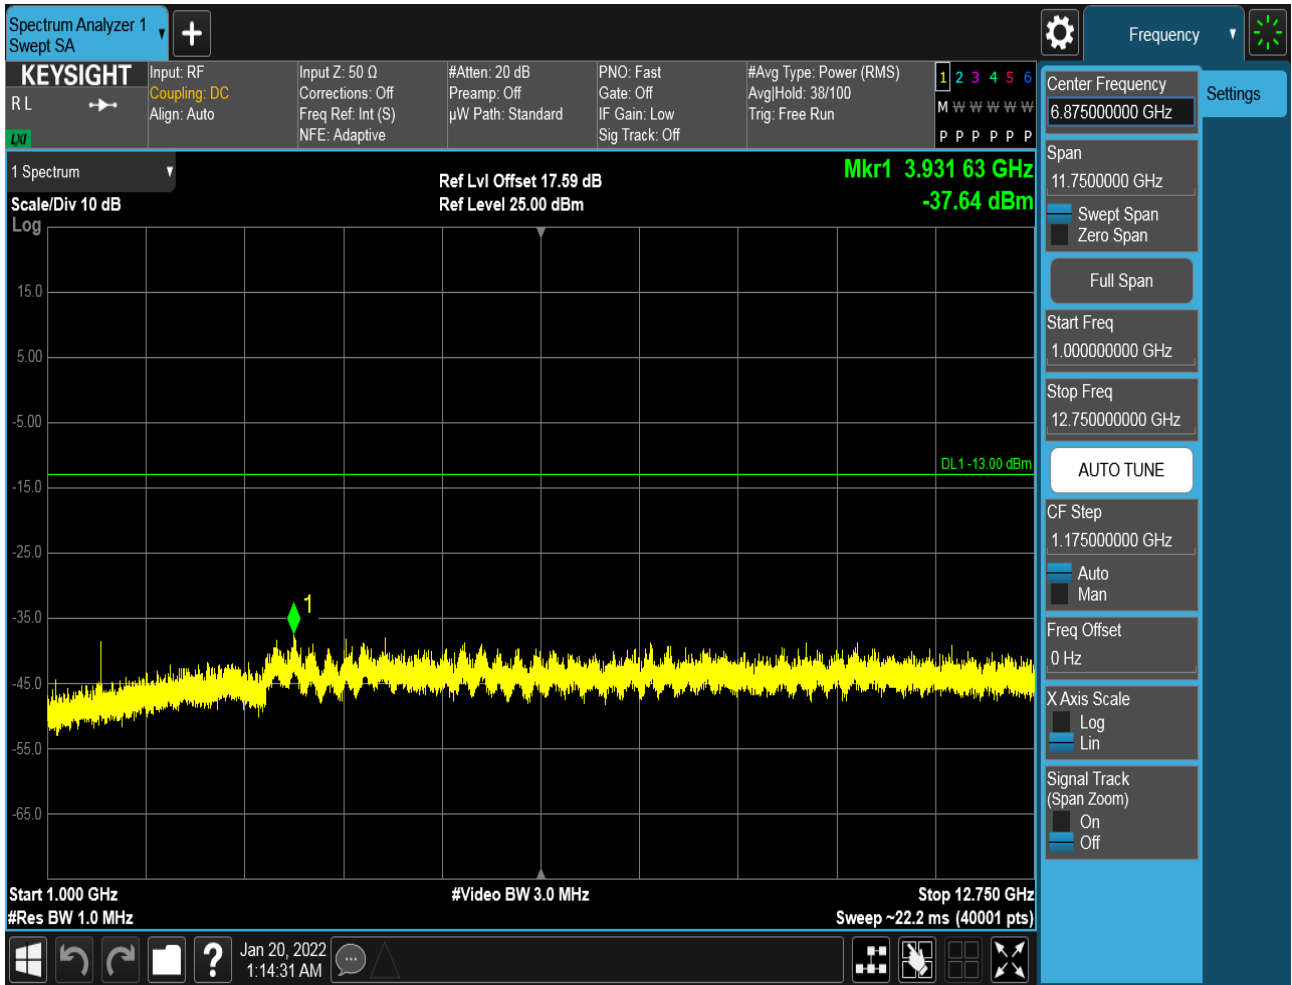 Spectrum Analyzer 1
Swept SA
+
Frequency
KEYSIGHT
R L
LXI
Input: RF
Coupling: DC
Align: Auto
Input Z: 50 Ω
Corrections: Off
Freq Ref: Int (S)
NFE: Adaptive
#Atten: 20 dB
Preamp: Off
µW Path: Standard
PNO: Fast
Gate: Off
IF Gain: Low
Sig Track: Off
#Avg Type: Power (RMS)
Avg|Hold: 38/100
Trig: Free Run
1 2 3 4 5 6
M W W W W W
P P P P P P
1 Spectrum
Scale/Div 10 dB
Log
Ref Lvl Offset 17.59 dB
Ref Level 25.00 dBm
Mkr1 3.931 63 GHz
-37.64 dBm
15.0
5.00
-5.00
DL1 -13.00 dBm
-15.0
-25.0
1
-35.0
-45.0
-55.0
-65.0
Start 1.000 GHz
#Res BW 1.0 MHz
#Video BW 3.0 MHz
Stop 12.750 GHz
Sweep ~22.2 ms (40001 pts)
?
Jan 20, 2022
1:14:31 AM
Center Frequency
6.875000000 GHz
Settings
Span
11.7500000 GHz
Swept Span
Zero Span
Full Span
Start Freq
1.000000000 GHz
Stop Freq
12.750000000 GHz
AUTO TUNE
CF Step
1.175000000 GHz
Auto
Man
Freq Offset
0 Hz
X Axis Scale
Log
Lin
Signal Track
(Span Zoom)
On
Off